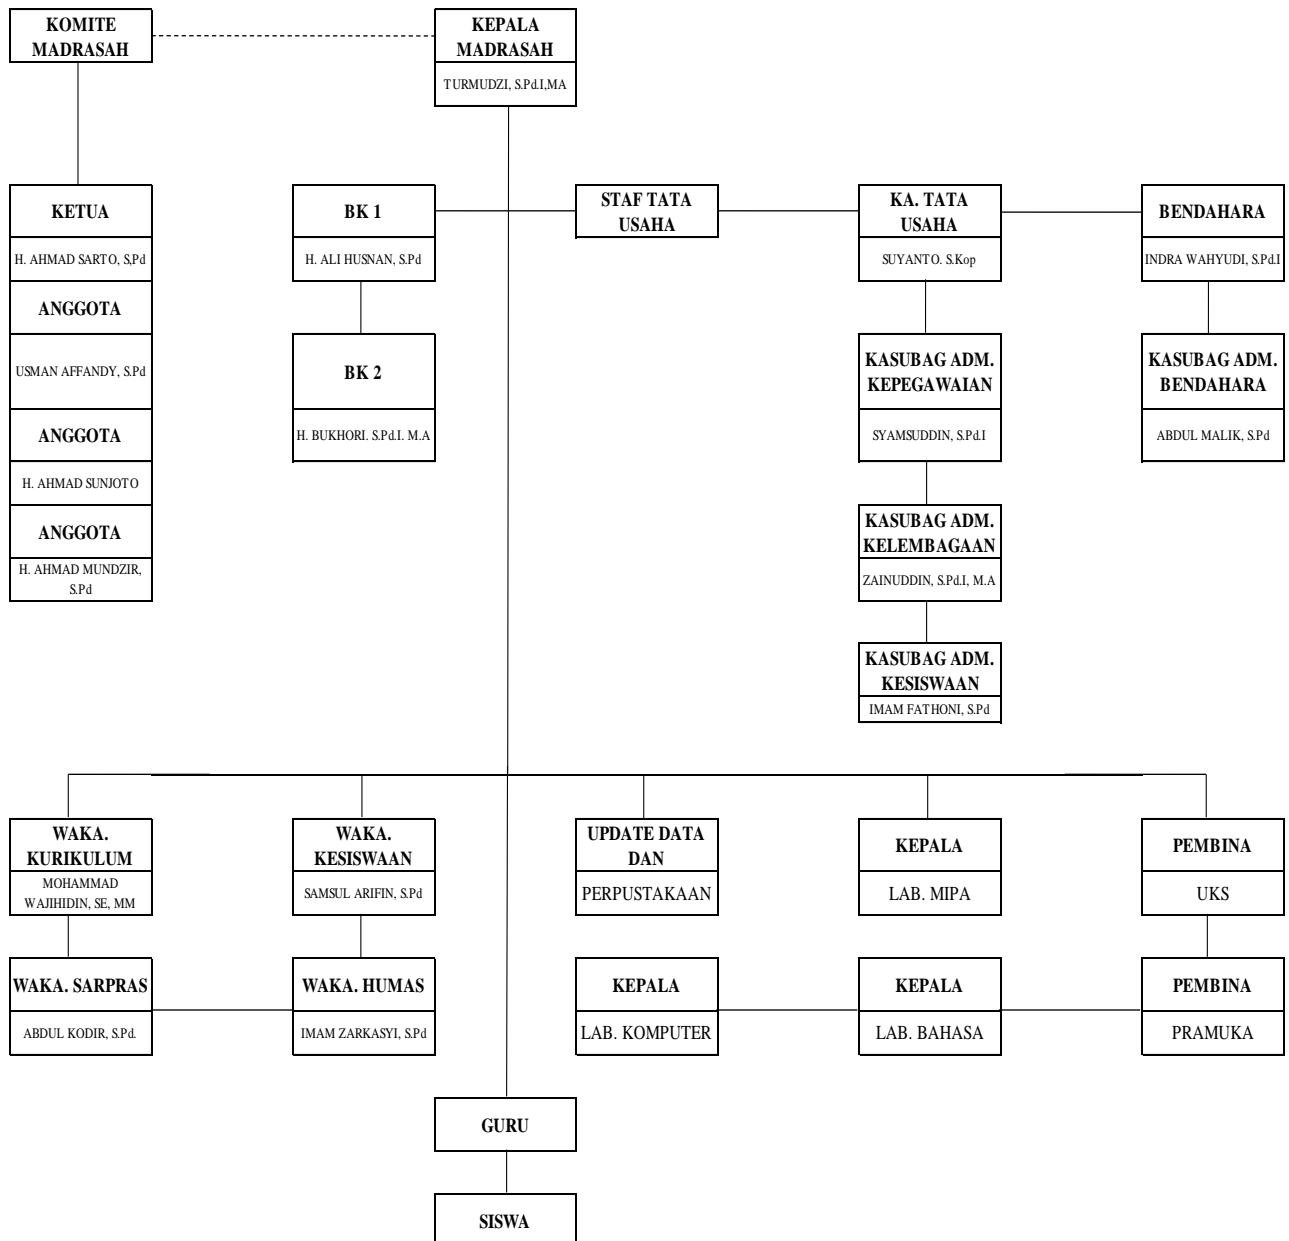 KOMITE
MADRASAH
KEPALA
MADRASAH
TURMUDZI, S.Pd.I,MA
KETUA
H. AHMAD SARTO, S,Pd
ANGGOTA
USMAN AFFANDY, S.Pd
ANGGOTA
H. AHMAD SUNJOTO
ANGGOTA
H. AHMAD MUNDZIR,
S.Pd
BK 1
H. ALI HUSNAN, S.Pd
BK 2
H. BUKHORI. S.Pd.I. M.A
STAF TATA
USAHA
KA. TATA
USAHA
SUYANTO. S.Kop
KASUBAG ADM.
KEPEGAWAIAN
SYAMSUDDIN, S.Pd.I
KASUBAG ADM.
KELEMBAGAAN
ZAINUDDIN, S.Pd.I, M.A
KASUBAG ADM.
KESISWAAN
IMAM FATHONI, S.Pd
BENDAHARA
INDRA WAHYUDI, S.Pd.I
KASUBAG ADM.
BENDAHARA
ABDUL MALIK, S.Pd
WAKA.
KURIKULUM
MOHAMMAD
WAJIHIDIN, SE, MM
WAKA.
KESISWAAN
SAMSUL ARIFIN, S.Pd
UPDATE DATA
DAN
PERPUSTAKAAN
KEPALA
LAB. MIPA
PEMBINA
UKS
WAKA. SARPRAS
ABDUL KODIR, S.Pd.
WAKA. HUMAS
IMAM ZARKASYI, S.Pd
KEPALA
LAB. KOMPUTER
KEPALA
LAB. BAHASA
PEMBINA
PRAMUKA
GURU
SISWA